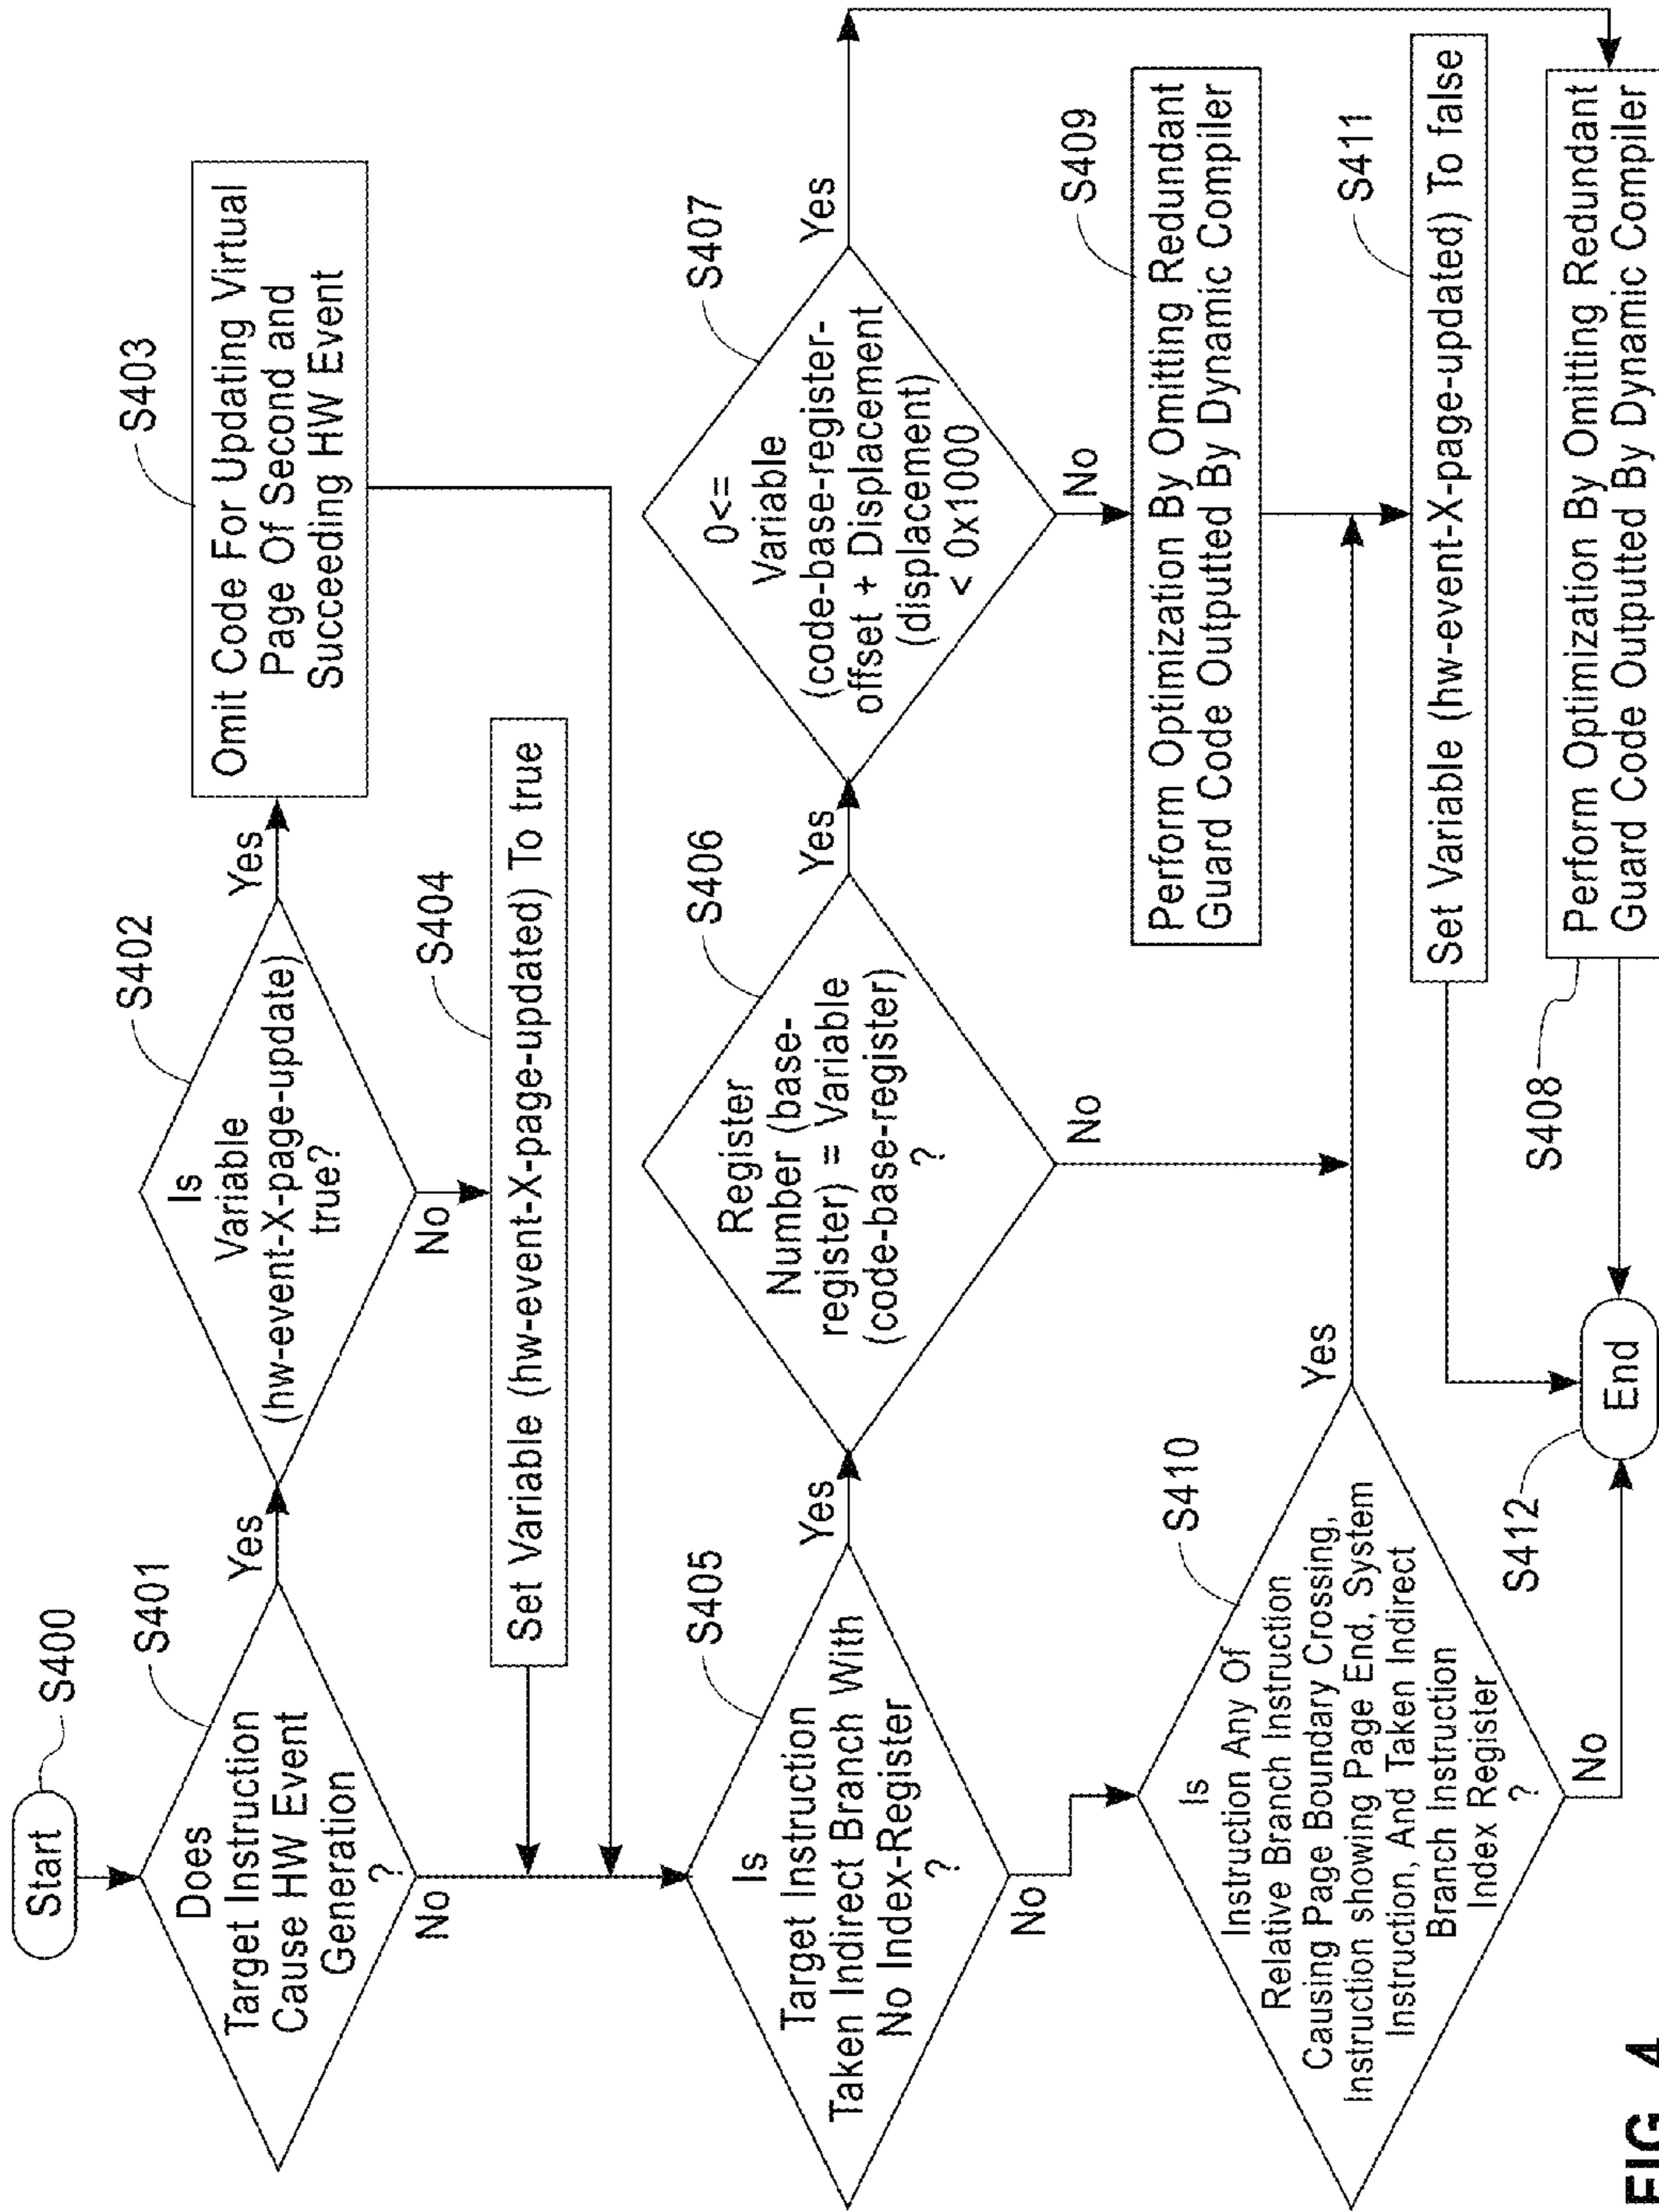 Start
S400
Does
Target Instruction
Cause HW Event
Generation
?
S401
Yes
No
Is
Variable
(hw-event-X-page-update)
true?
S402
Yes
No
Omit Code For Updating Virtual
Page Of Second and
Succeeding HW Event
S403
Set Variable (hw-event-X-page-updated) To true
S404
Is
Target Instruction
Taken Indirect Branch With
No Index-Register
?
S405
Yes
No
Register
Number (base-
register) = Variable
(code-base-register)
?
S406
Yes
No
0<=
Variable
(code-base-register-
offset + Displacement
(displacement)
< 0x1000
S407
Yes
No
Perform Optimization By Omitting Redundant
Guard Code Outputted By Dynamic Compiler
S409
Is
Instruction Any Of
Relative Branch Instruction
Causing Page Boundary Crossing,
Instruction showing Page End, System
Instruction, And Taken Indirect
Branch Instruction
Index Register
?
S410
Yes
No
Set Variable (hw-event-X-page-updated) To false
S411
Perform Optimization By Omitting Redundant
Guard Code Outputted By Dynamic Compiler
S408
End
S412
FIG. 4